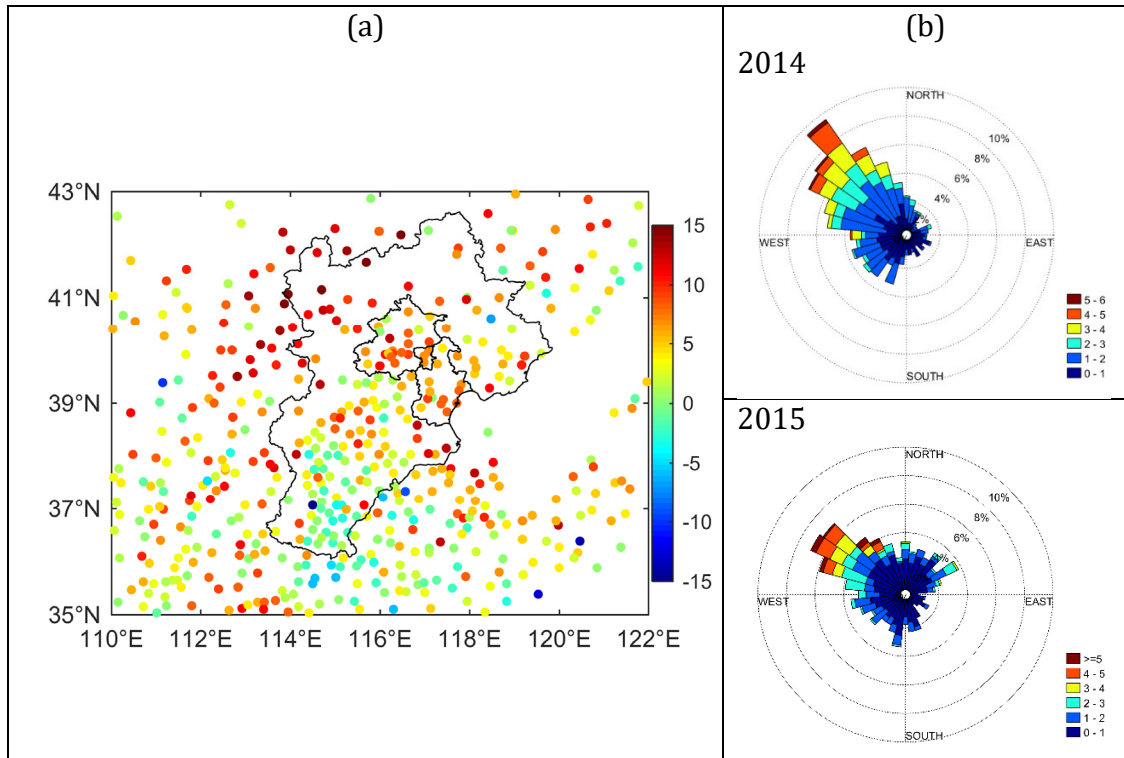 (a)
43°N
41°N
39°N
37°N
35°N
110°E 112°E 114°E 116°E 118°E 120°E 122°E
15
10
5
0
-5
-10
-15
(b)
2014
NORTH
10%
8%
6%
4%
2%
WEST
EAST
SOUTH
5 - 6
4 - 5
3 - 4
2 - 3
1 - 2
0 - 1
2015
NORTH
10%
8%
6%
WEST
EAST
SOUTH
>=5
4 - 5
3 - 4
2 - 3
1 - 2
0 - 1